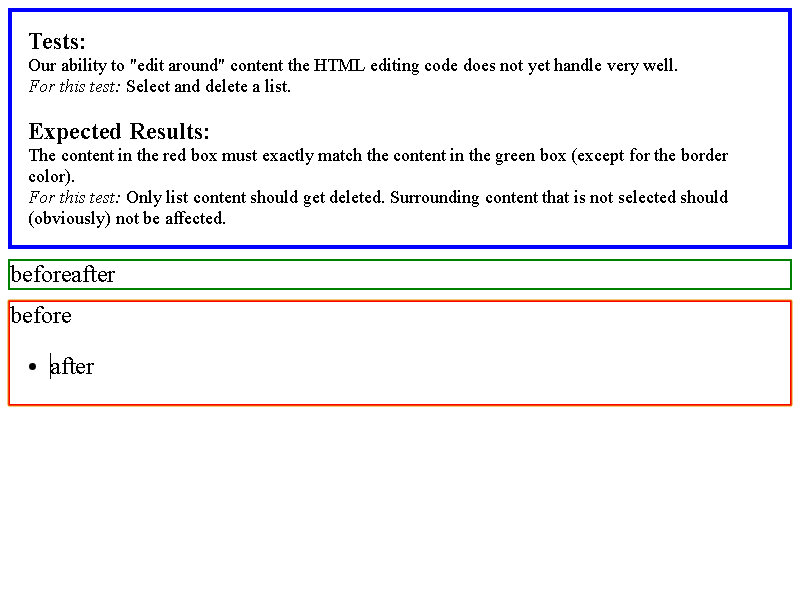 Tests:
Our ability to "edit around" content the HTML editing code does not yet handle very well.
For this test: Select and delete a list.
Expected Results:
The content in the red box must exactly match the content in the green box (except for the border
color).
For this test: Only list content should get deleted. Surrounding content that is not selected should
(obviously) not be affected.
beforeafter
before
• after